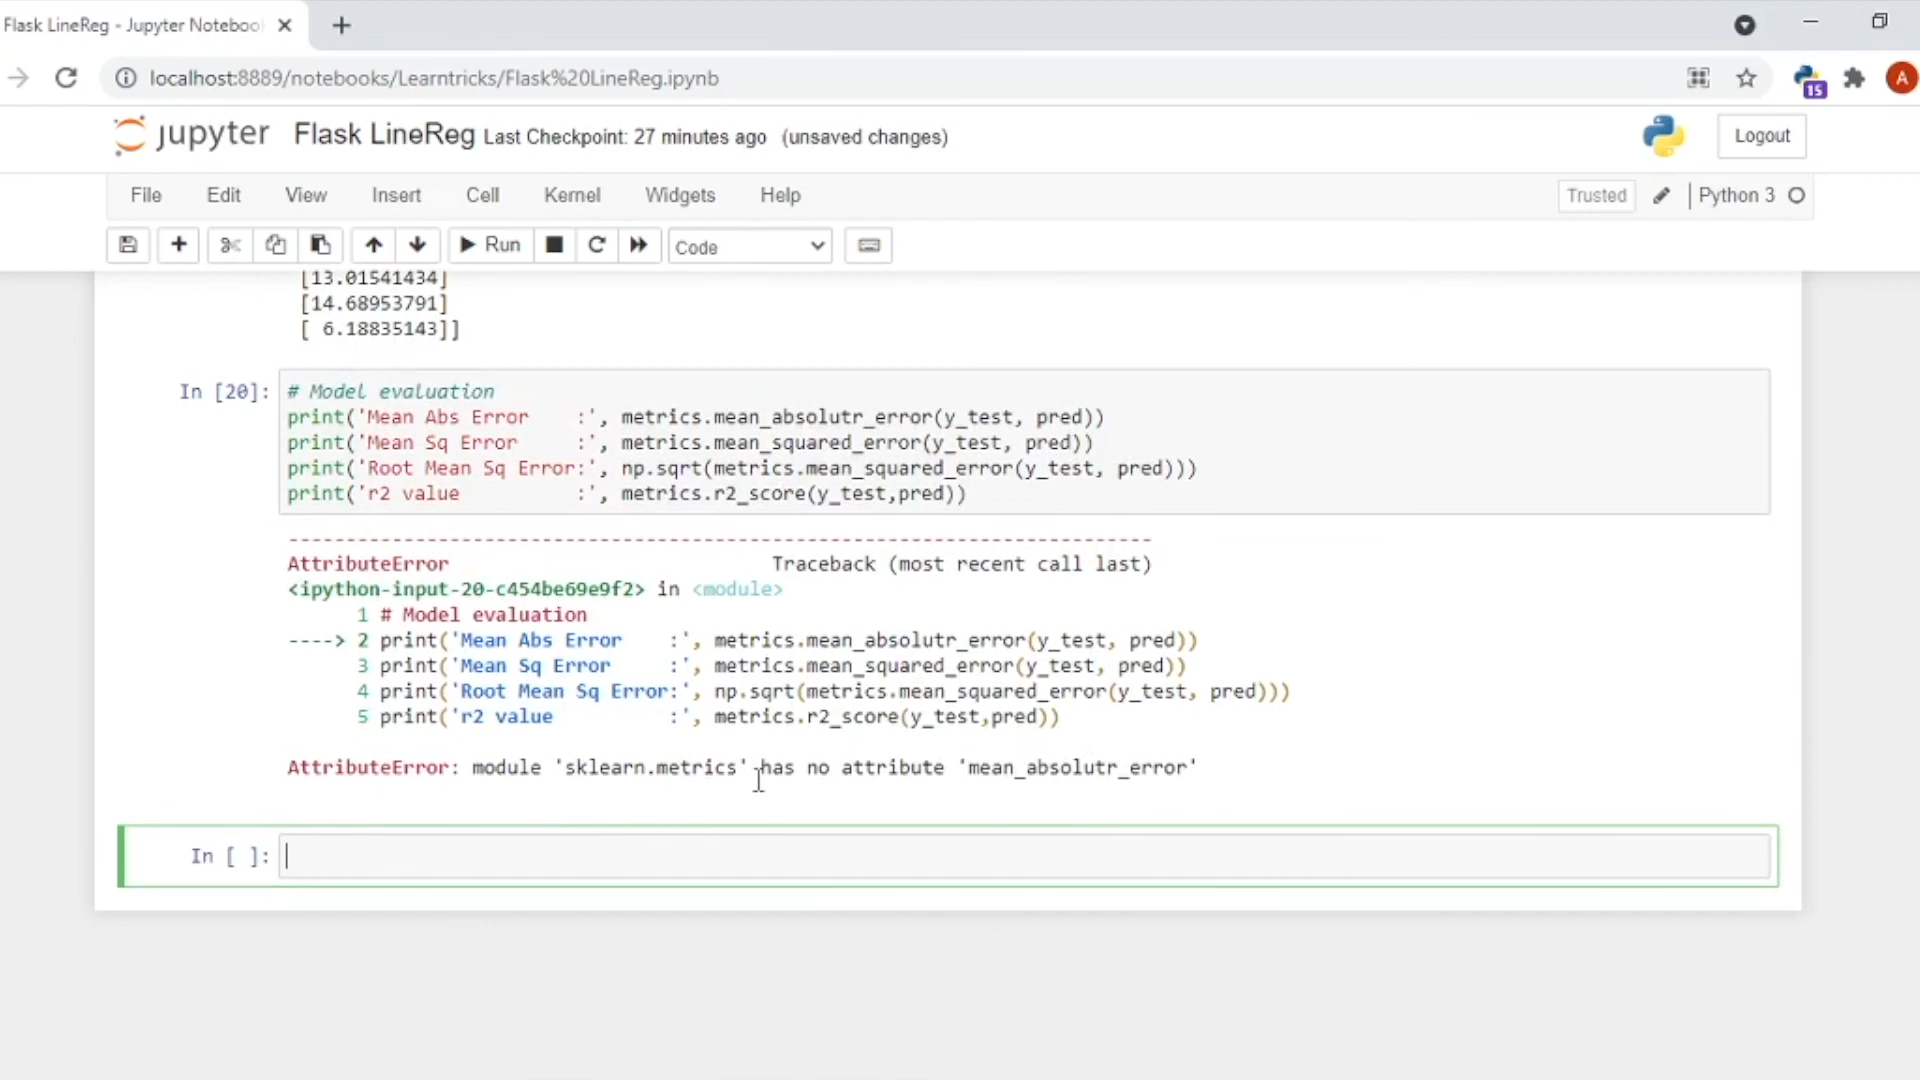 Flask LineReg - Jupyter Noteboo
localhost:8889/notebooks/Learntricks/Flask%20LineReg.ipynb
15
A
jupyter Flask LineReg Last Checkpoint: 27 minutes ago (unsaved changes)
Logout
File Edit View Insert Cell Kernel Widgets Help
Trusted Python 3
Run Code
[13.01541434]
[14.68953791]
[ 6.18835143]]
In [20]: # Model evaluation
print('Mean Abs Error    :', metrics.mean_absolutr_error(y_test, pred))
print('Mean Sq Error     :', metrics.mean_squared_error(y_test, pred))
print('Root Mean Sq Error:', np.sqrt(metrics.mean_squared_error(y_test, pred)))
print('r2 value          :', metrics.r2_score(y_test,pred))
---------------------------------------------------------------------------
AttributeError                            Traceback (most recent call last)
<ipython-input-20-c454be69e9f2> in <module>
      1 # Model evaluation
----> 2 print('Mean Abs Error    :', metrics.mean_absolutr_error(y_test, pred))
      3 print('Mean Sq Error     :', metrics.mean_squared_error(y_test, pred))
      4 print('Root Mean Sq Error:', np.sqrt(metrics.mean_squared_error(y_test, pred)))
      5 print('r2 value          :', metrics.r2_score(y_test,pred))
AttributeError: module 'sklearn.metrics' has no attribute 'mean_absolutr_error'
In [ ]: